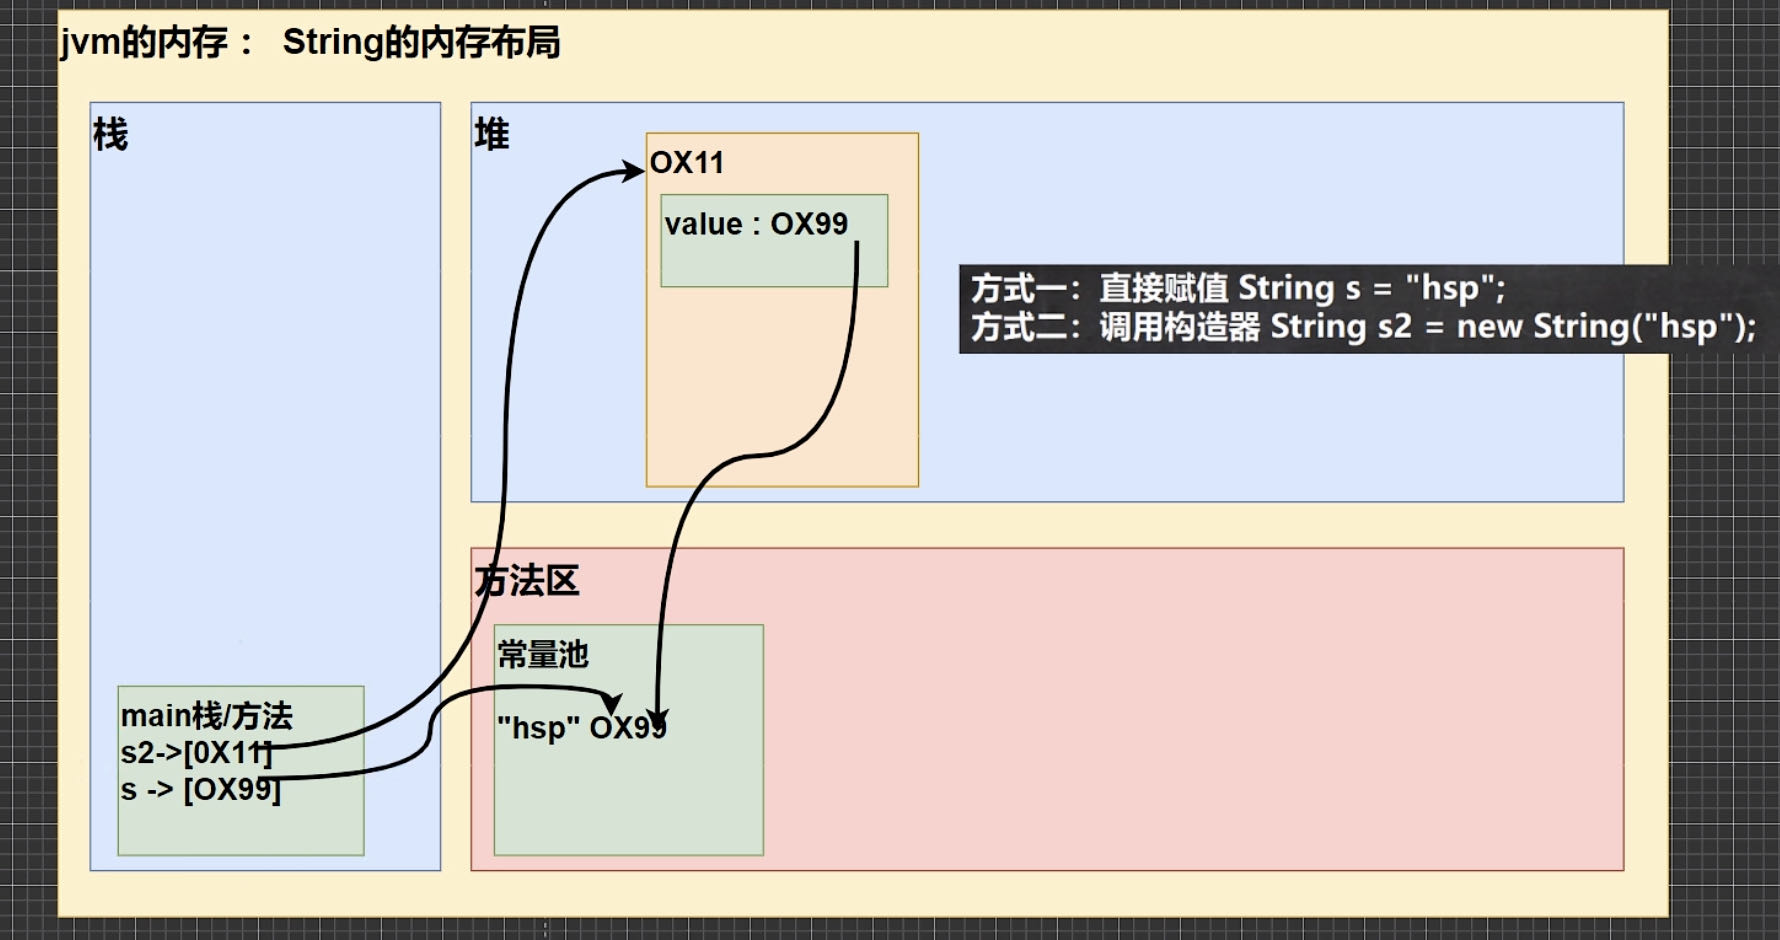 jvm的内存： String的内存布局
栈
堆
OX11
value : OX99
方式一：直接赋值 String s = "hsp";
方式二：调用构造器 String s2 = new String("hsp");
方法区
常量池
"hsp" OX99
main栈/方法
s2->[0X11]
s -> [OX99]